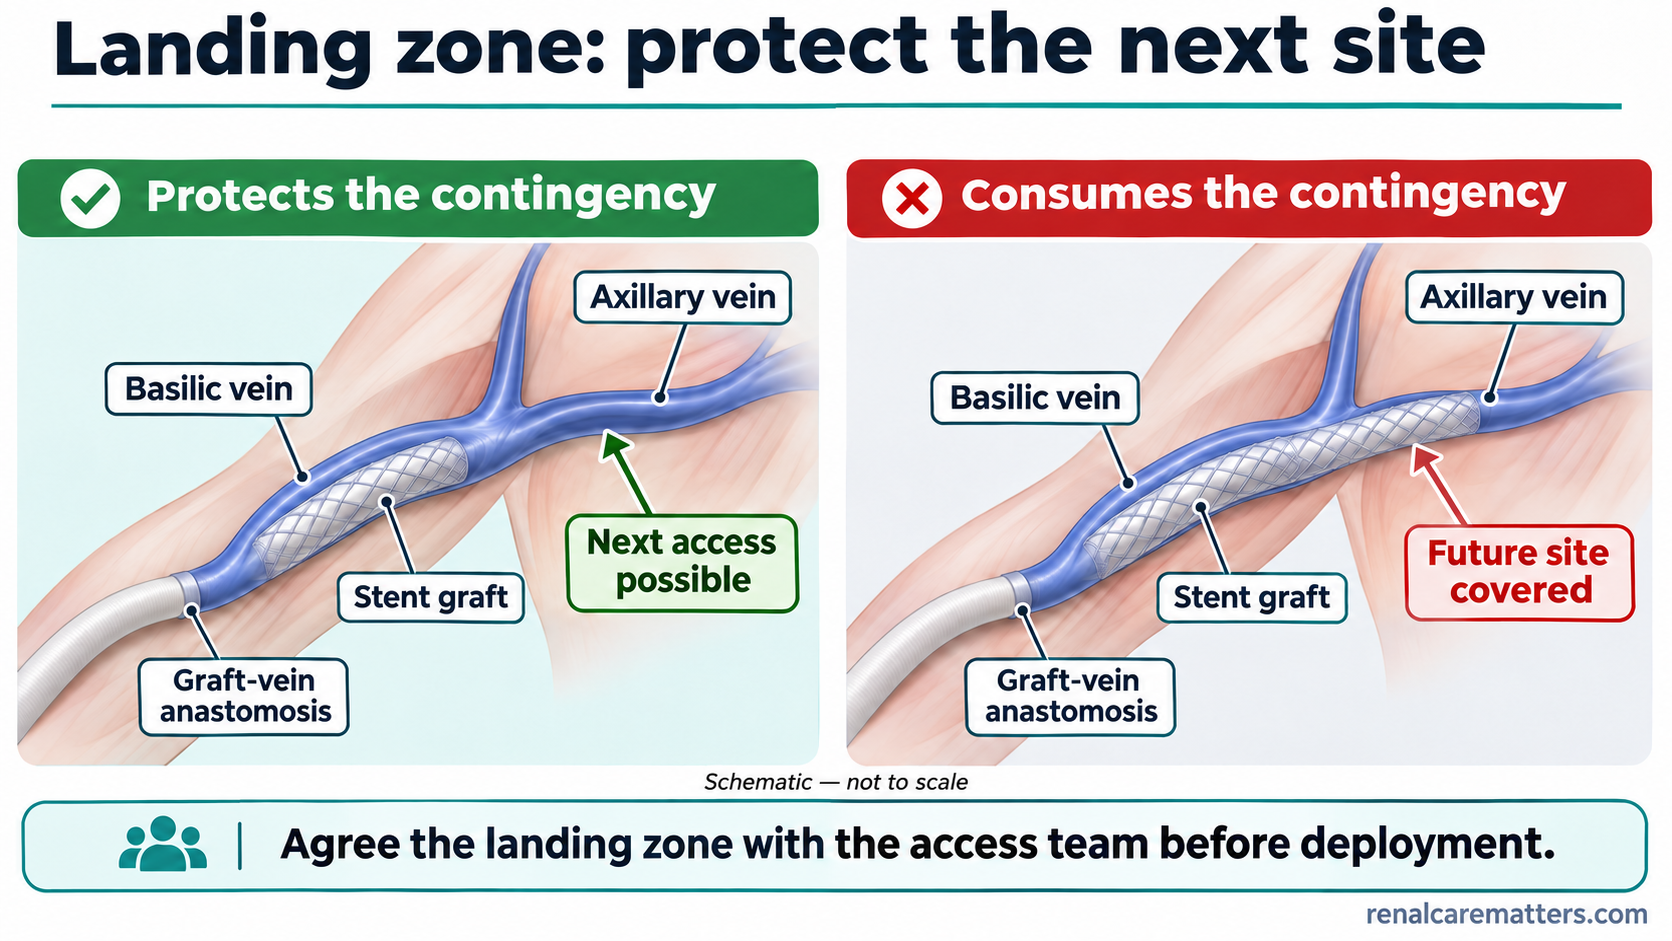 Landing zone: protect the next site
Protects the contingency
Axillary vein
Basilic vein
Next access
possible
Stent graft
Graft-vein
anastomosis
Consumes the contingency
Axillary vein
Basilic vein
Future site
covered
Stent graft
Graft-vein
anastomosis
Schematic — not to scale
Agree the landing zone with the access team before deployment.
renalcarematters.com